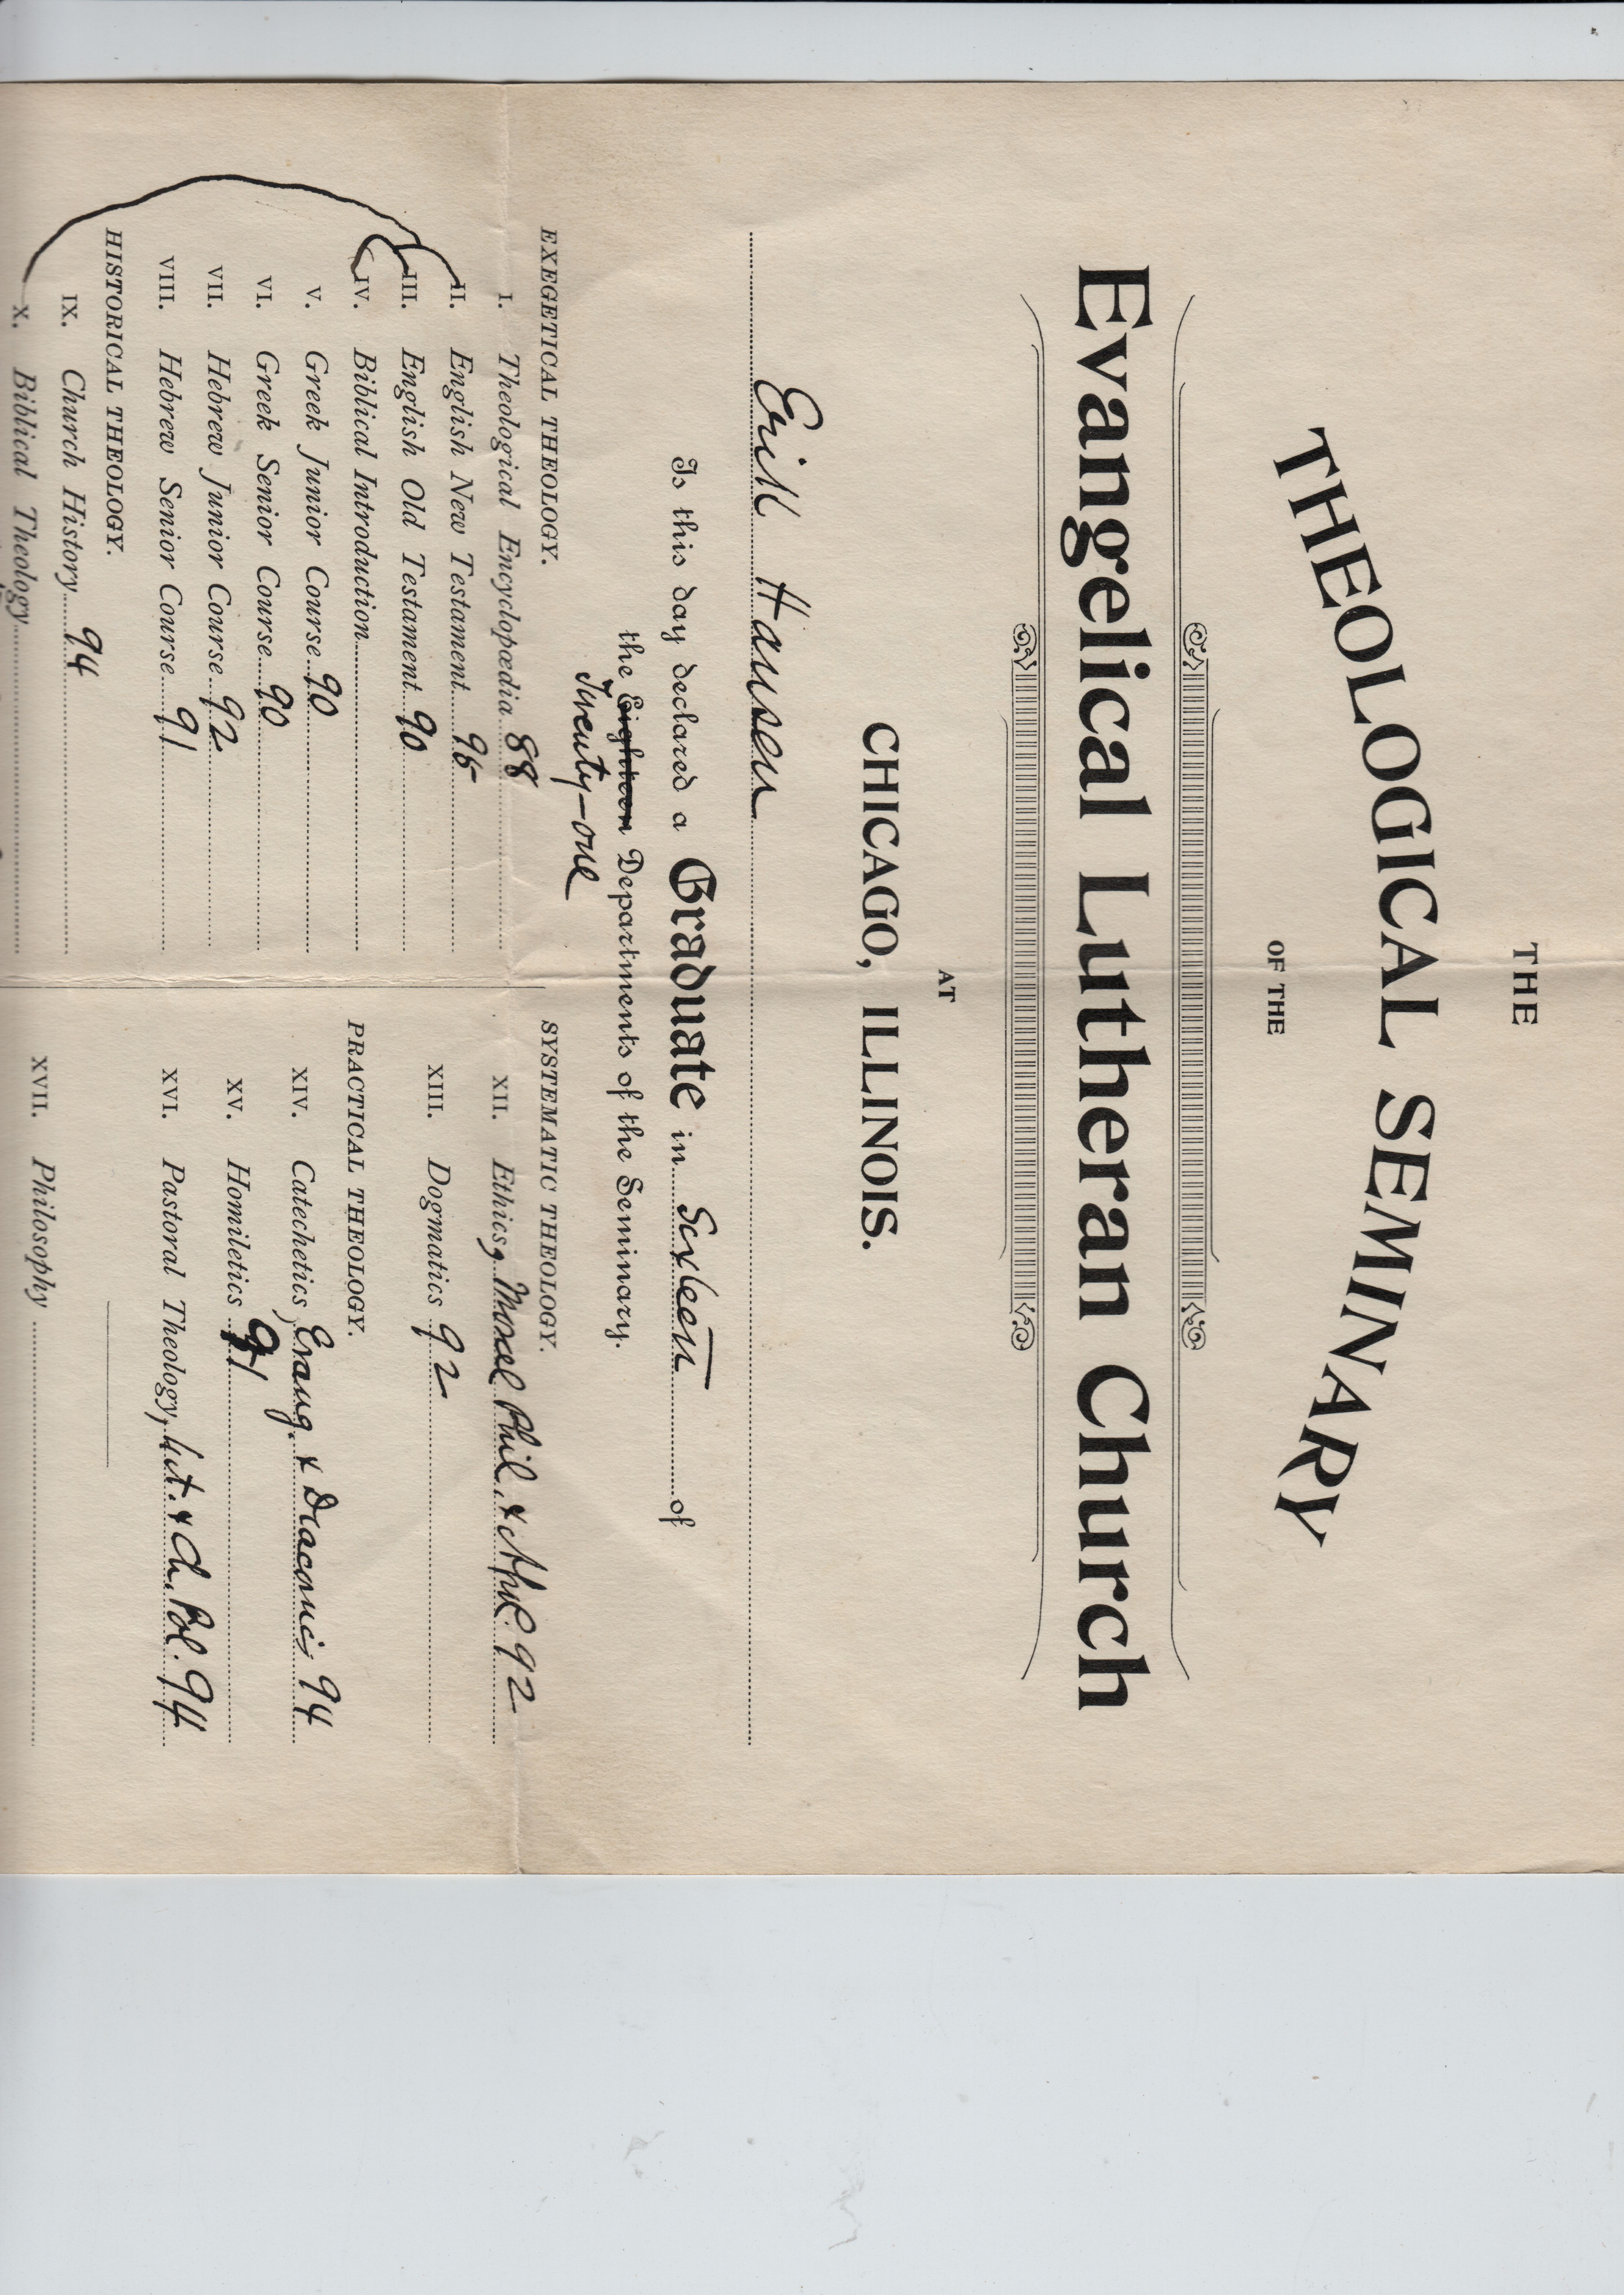 THE
THEOLOGICAL SEMINARY
OF THE
Evangelical Lutheran Church
AT
CHICAGO, ILLINOIS.
Erik Hansen
Is this day declared a Graduate in Sixteen of
the Eighteen Departments of the Seminary.
Twenty-one
EXEGETICAL THEOLOGY.
I. Theological Encyclopædia 88
II. English New Testament 95
III. English Old Testament 90
IV. Biblical Introduction
V. Greek Junior Course 90
VI. Greek Senior Course 90
VII. Hebrew Junior Course 92
VIII. Hebrew Senior Course 91
HISTORICAL THEOLOGY.
IX. Church History 94
X. Biblical Theology
SYSTEMATIC THEOLOGY.
XII. Ethics, Moral Phil. & 92
XIII. Dogmatics 92
PRACTICAL THEOLOGY.
XIV. Catechetics, Evang. & Diaconics 94
XV. Homiletics 91
XVI. Pastoral Theology, Lit. & Ch. Pol. 94
XVII. Philosophy